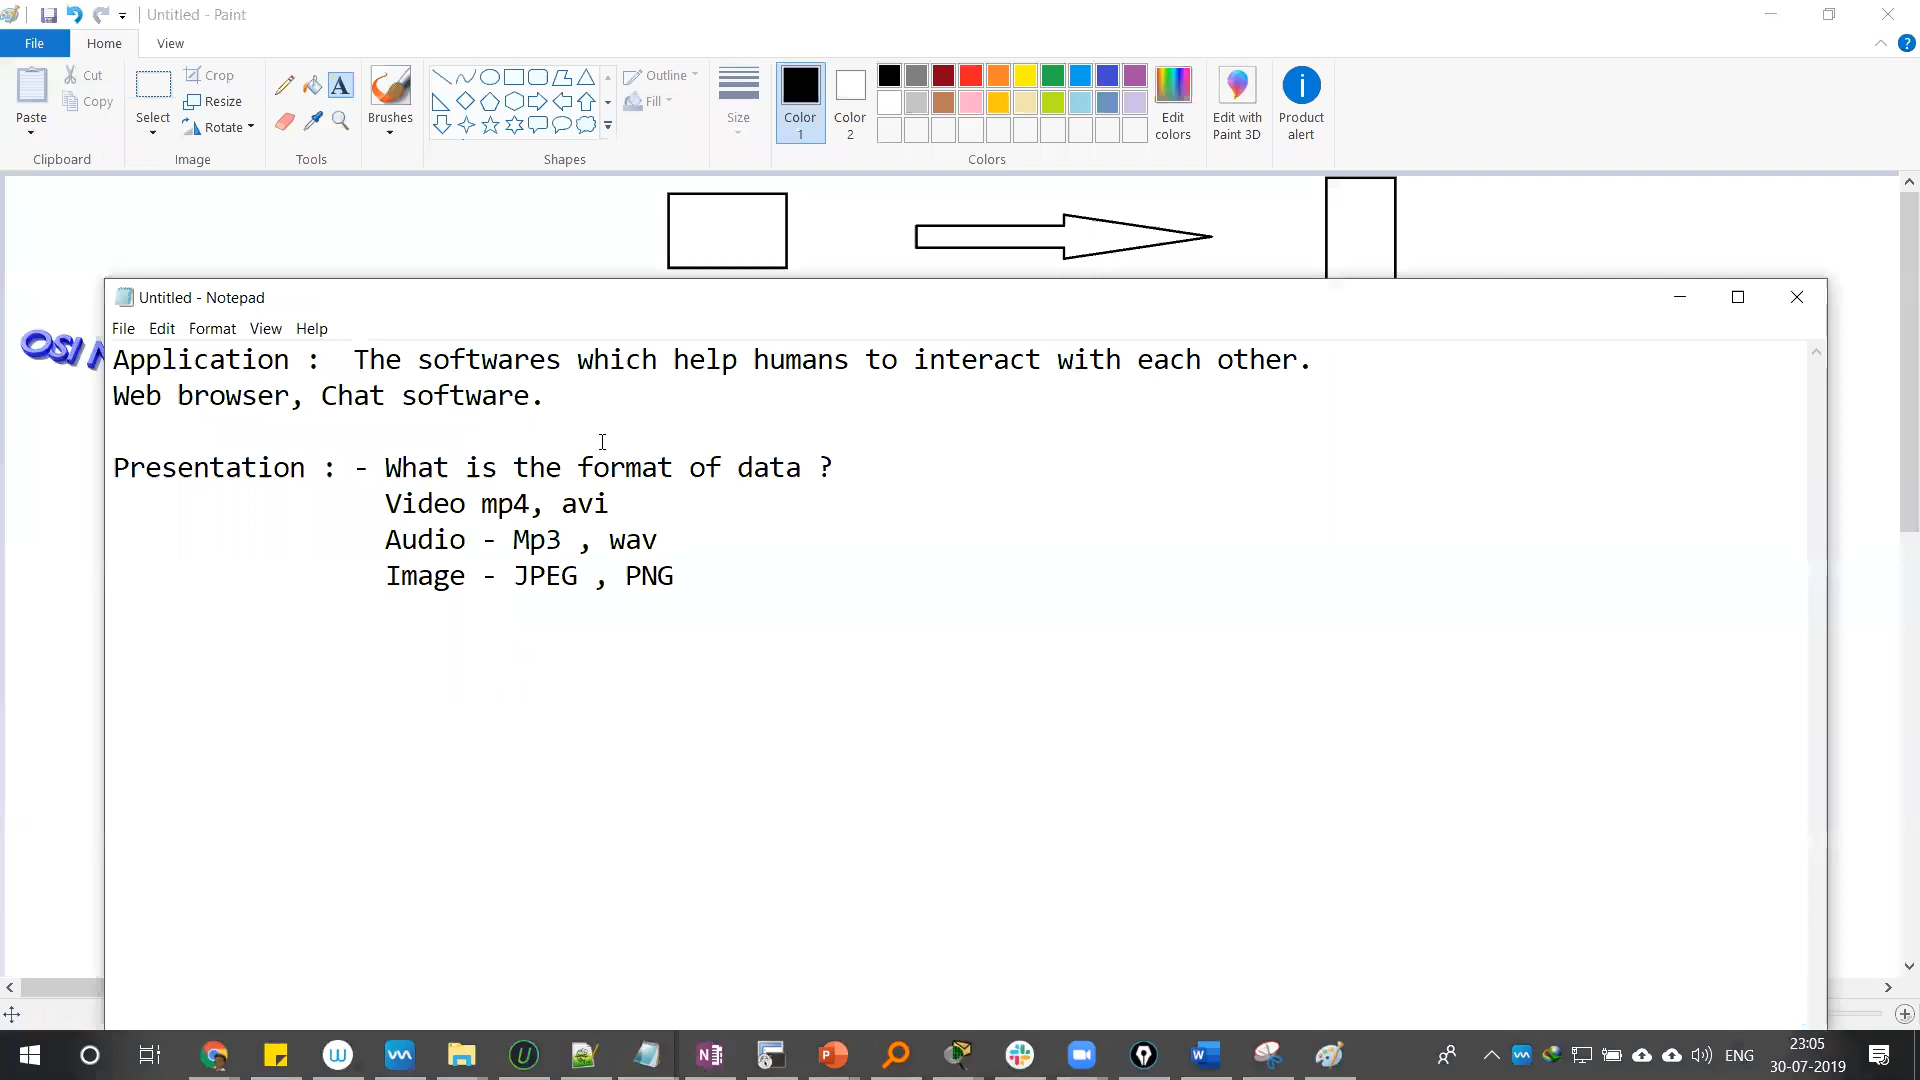 Untitled - Paint
File Home View
Cut
Copy
Paste
Clipboard
Crop
Resize
Rotate
Select
Image
Tools
Brushes
Outline
Fill
Shapes
Size
Color 1
Color 2
Colors
Edit colors
Edit with Paint 3D
Product alert
OSI
Untitled - Notepad
File Edit Format View Help
Application : The softwares which help humans to interact with each other.
Web browser, Chat software.
Presentation : - What is the format of data ?
Video mp4, avi
Audio - Mp3 , wav
Image - JPEG , PNG
ENG
23:05
30-07-2019